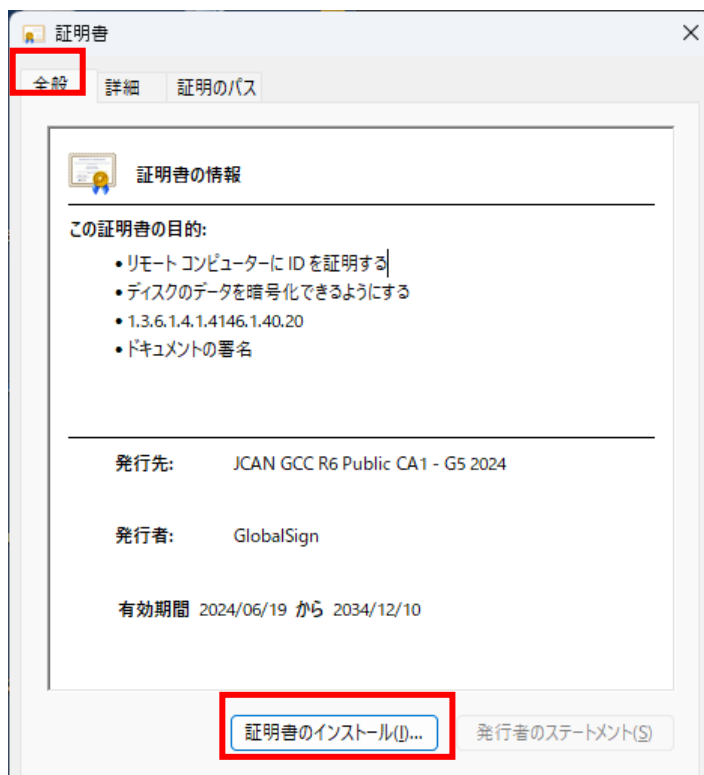 証明書
全般 詳細 証明のパス
証明書の情報
この証明書の目的:
• リモート コンピューターに ID を証明する
• ディスクのデータを暗号化できるようにする
• 1.3.6.1.4.1.4146.1.40.20
• ドキュメントの署名
発行先: JCAN GCC R6 Public CA1 - G5 2024
発行者: GlobalSign
有効期間 2024/06/19 から 2034/12/10
証明書のインストール(I)... 発行者のステートメント(S)